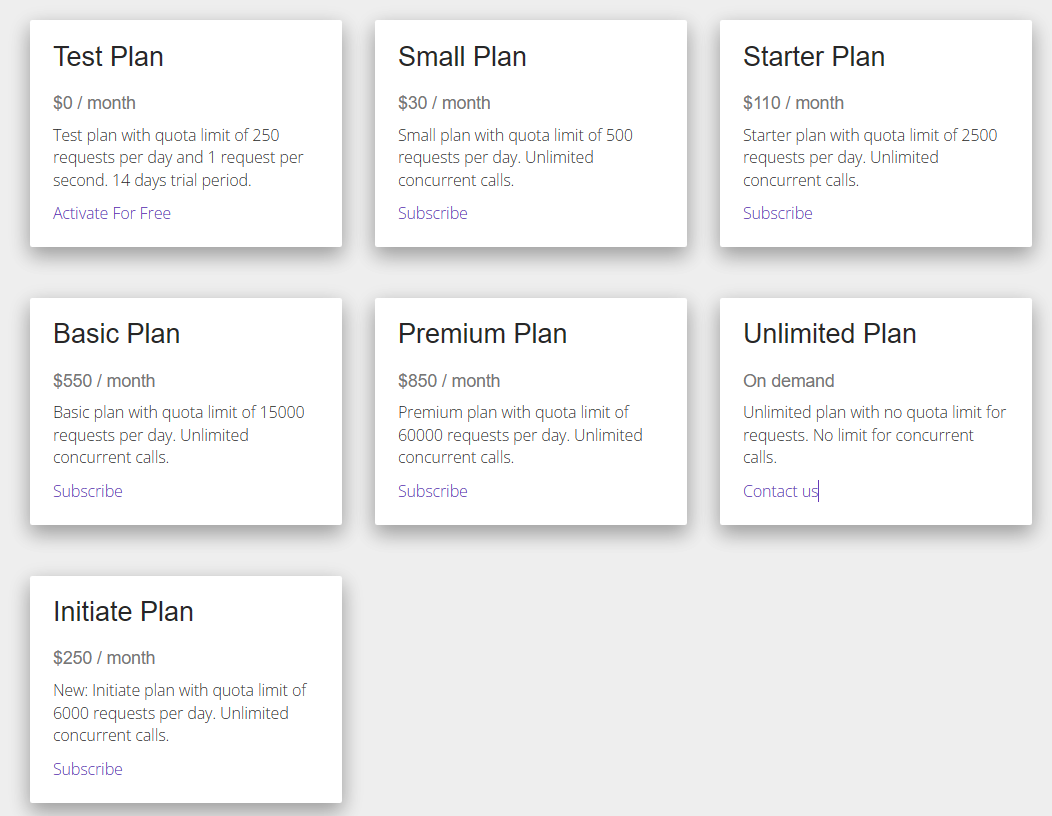 Test Plan
$0 / month
Test plan with quota limit of 250
requests per day and 1 request per
second. 14 days trial period.
Activate For Free
Small Plan
$30 / month
Small plan with quota limit of 500
requests per day. Unlimited
concurrent calls.
Subscribe
Starter Plan
$110 / month
Starter plan with quota limit of 2500
requests per day. Unlimited
concurrent calls.
Subscribe
Basic Plan
$550 / month
Basic plan with quota limit of 15000
requests per day. Unlimited
concurrent calls.
Subscribe
Premium Plan
$850 / month
Premium plan with quota limit of
60000 requests per day. Unlimited
concurrent calls.
Subscribe
Unlimited Plan
On demand
Unlimited plan with no quota limit for
requests. No limit for concurrent
calls.
Contact us
Initiate Plan
$250 / month
New: Initiate plan with quota limit of
6000 requests per day. Unlimited
concurrent calls.
Subscribe